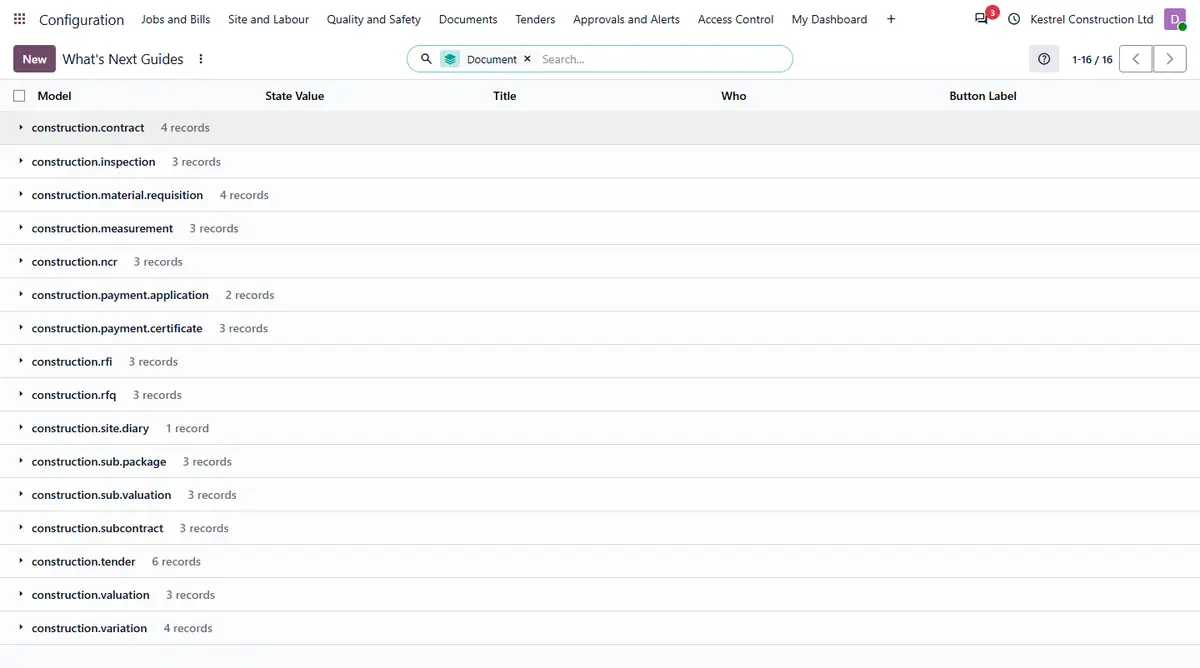 Configuration Jobs and Bills Site and Labour Quality and Safety Documents Tenders Approvals and Alerts Access Control My Dashboard + 3 Kestrel Construction Ltd D
New What's Next Guides Document × Search... 1-16 / 16
Model State Value Title Who Button Label
construction.contract 4 records
construction.inspection 3 records
construction.material.requisition 4 records
construction.measurement 3 records
construction.ncr 3 records
construction.payment.application 2 records
construction.payment.certificate 3 records
construction.rfi 3 records
construction.rfq 3 records
construction.site.diary 1 record
construction.sub.package 3 records
construction.sub.valuation 3 records
construction.subcontract 3 records
construction.tender 6 records
construction.valuation 3 records
construction.variation 4 records